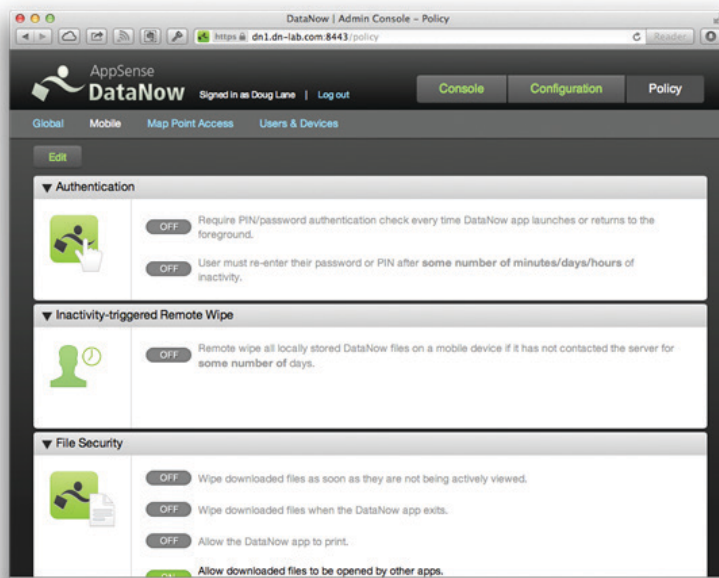 DataNow | Admin Console – Policy
https dn1.dn-lab.com:8443/policy
Reader
AppSense
DataNow
Signed in as Doug Lane | Log out
Console
Configuration
Policy
Global
Mobile
Map Point Access
Users & Devices
Edit
Authentication
OFF
Require PIN/password authentication check every time DataNow app launches or returns to the
foreground.
OFF
User must re-enter their password or PIN after some number of minutes/days/hours of
inactivity.
Inactivity-triggered Remote Wipe
OFF
Remote wipe all locally stored DataNow files on a mobile device if it has not contacted the server for
some number of days.
File Security
OFF
Wipe downloaded files as soon as they are not being actively viewed.
OFF
Wipe downloaded files when the DataNow app exits.
OFF
Allow the DataNow app to print.
ON
Allow downloaded files to be opened by other apps.